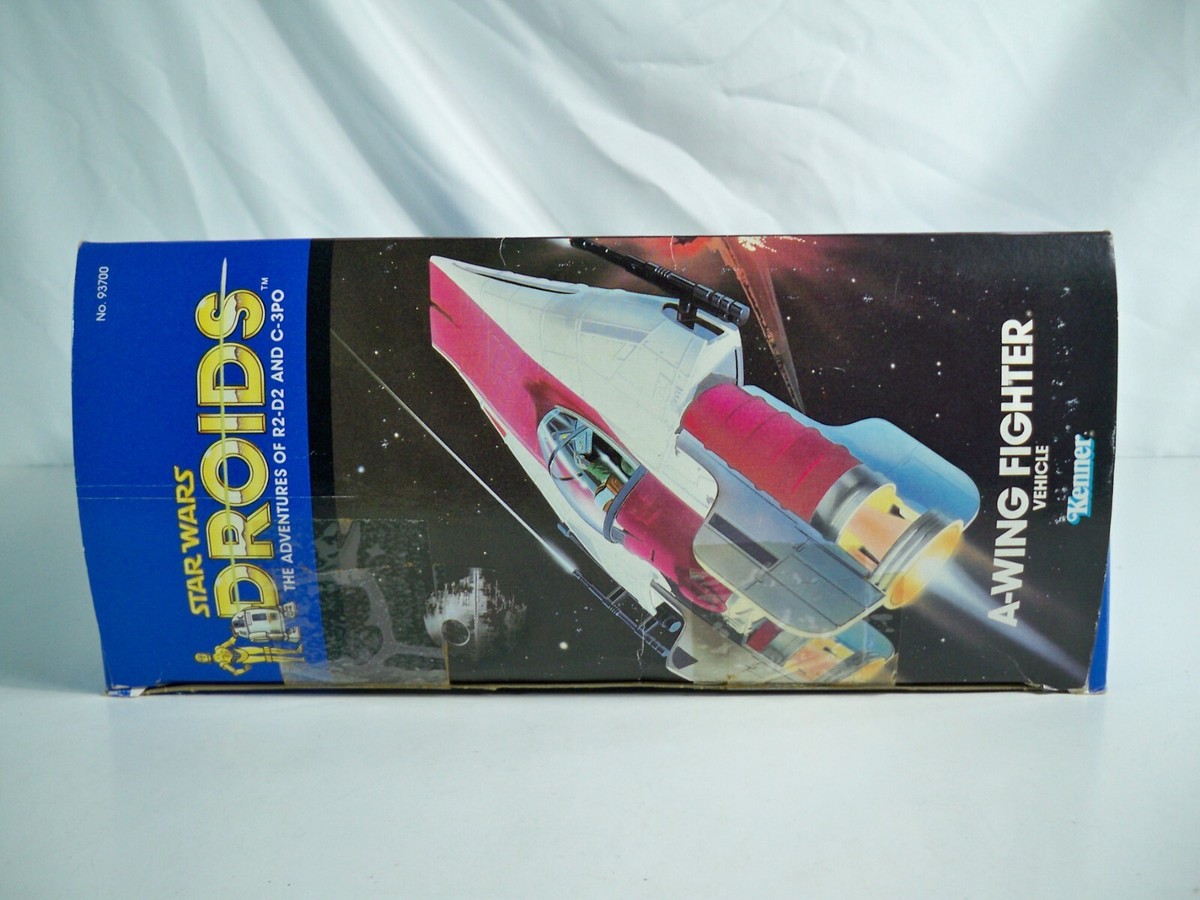 No. 93700
STAR WARS
DROIDS™
THE ADVENTURES OF R2-D2 AND C-3PO
A-WING FIGHTER®
VEHICLE
Kenner®